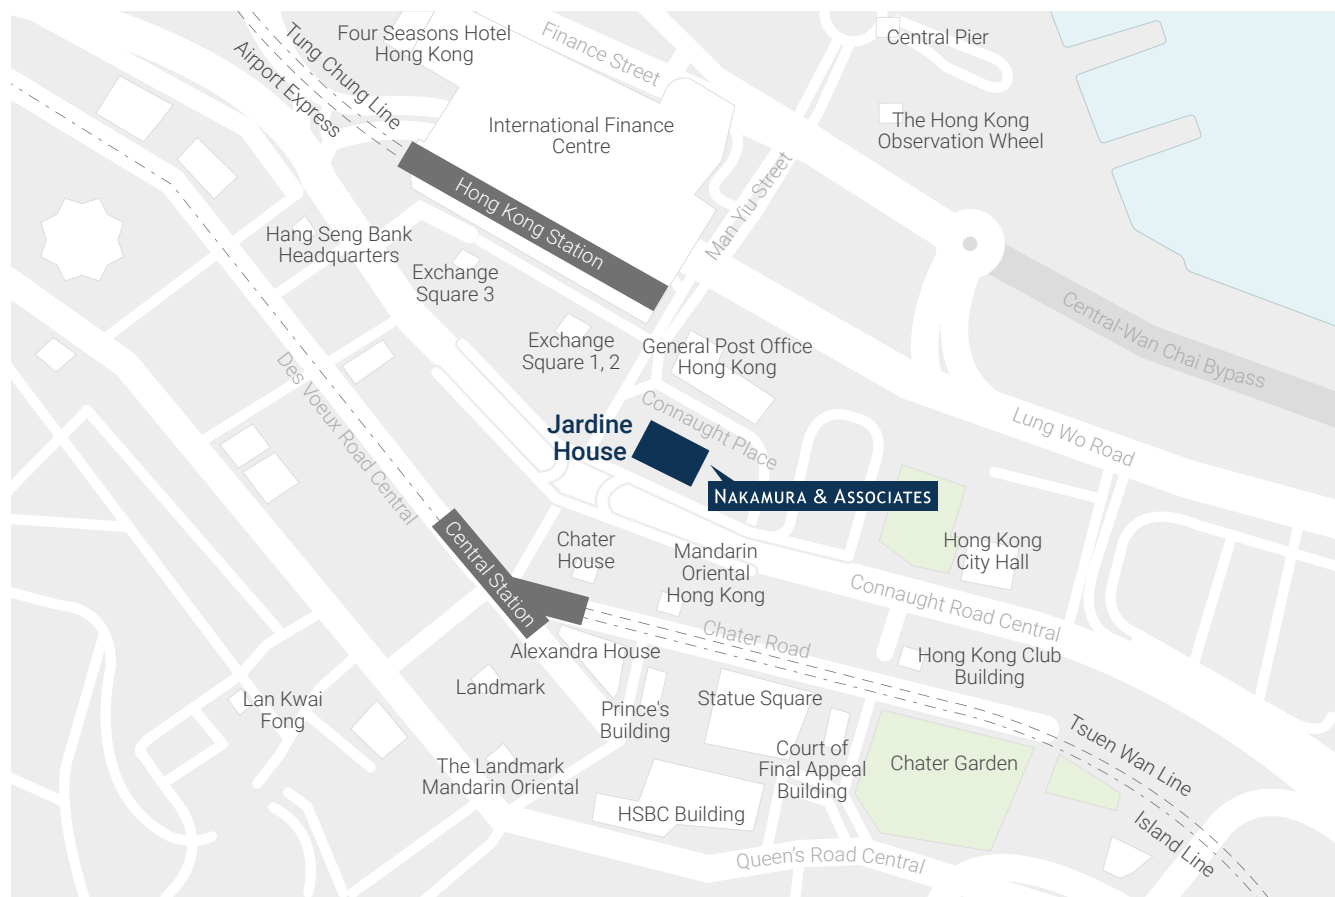 Four Seasons Hotel
Hong Kong
Finance Street
Central Pier
Tung Chung Line
Airport Express
International Finance
Centre
The Hong Kong
Observation Wheel
Hong Kong Station
Man Yiu Street
Hang Seng Bank
Headquarters
Exchange
Square 3
Exchange
Square 1, 2
General Post Office
Hong Kong
Central-Wan Chai Bypass
Des Voeux Road Central
Connaught Place
Lung Wo Road
Jardine
House
NAKAMURA & ASSOCIATES
Central Station
Chater
House
Mandarin
Oriental
Hong Kong
Hong Kong
City Hall
Connaught Road Central
Chater Road
Alexandra House
Hong Kong Club
Building
Landmark
Lan Kwai
Fong
Prince's
Building
Statue Square
Court of
Final Appeal
Building
Chater Garden
Tsuen Wan Line
Island Line
The Landmark
Mandarin Oriental
HSBC Building
Queen's Road Central